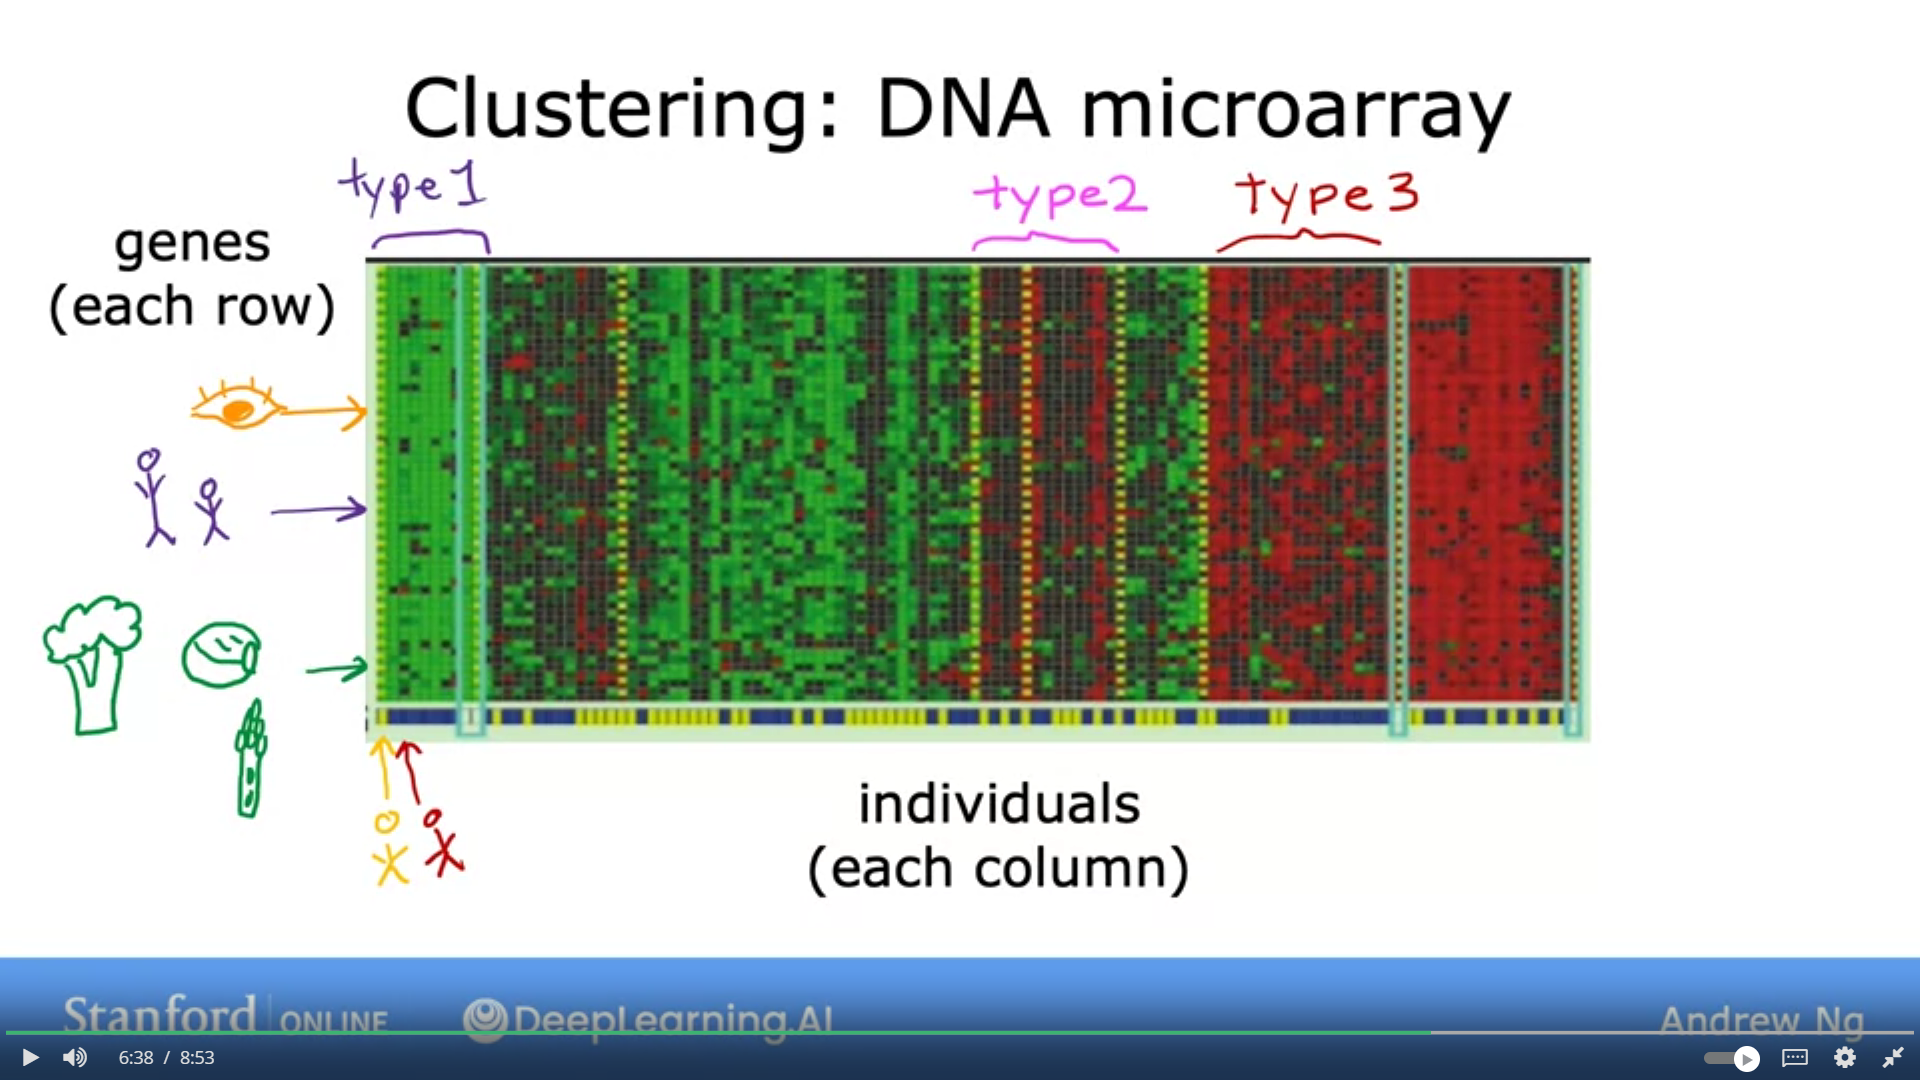 Clustering: DNA microarray
type 1
type 2
type 3
genes
(each row)
individuals
(each column)
Stanford | ONLINE
DeepLearning.AI
Andrew Ng
6:38 / 8:53